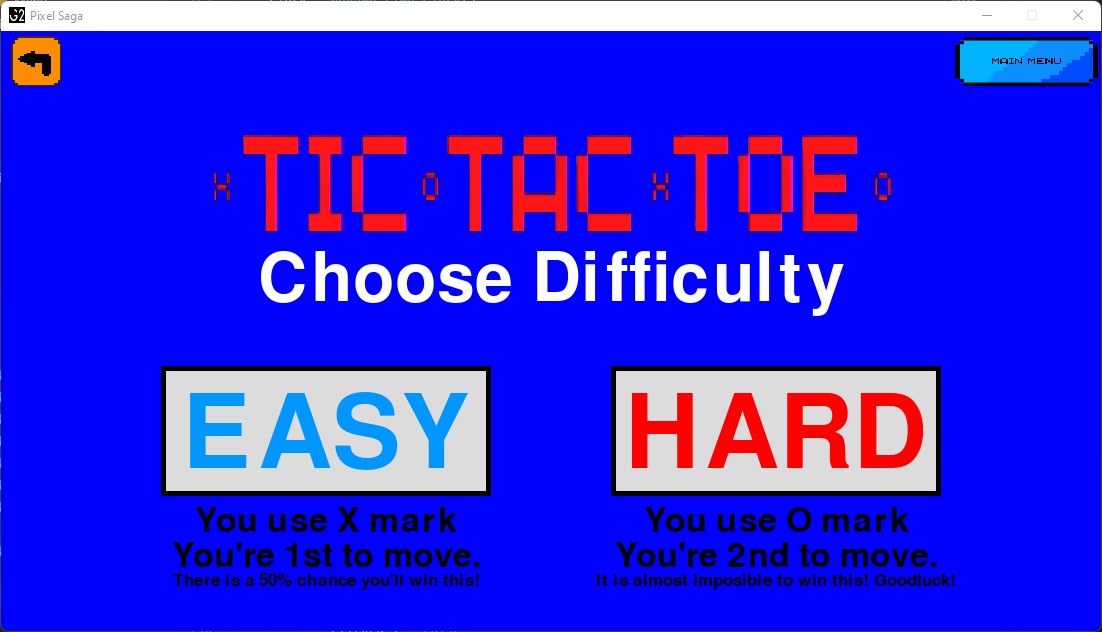 G2 Pixel Saga
MAIN MENU
X TIC O TAC X TOE O
Choose Difficulty
EASY
HARD
You use X mark
You're 1st to move.
There is a 50% chance you'll win this!
You use O mark
You're 2nd to move.
It is almost imposible to win this! Goodluck!